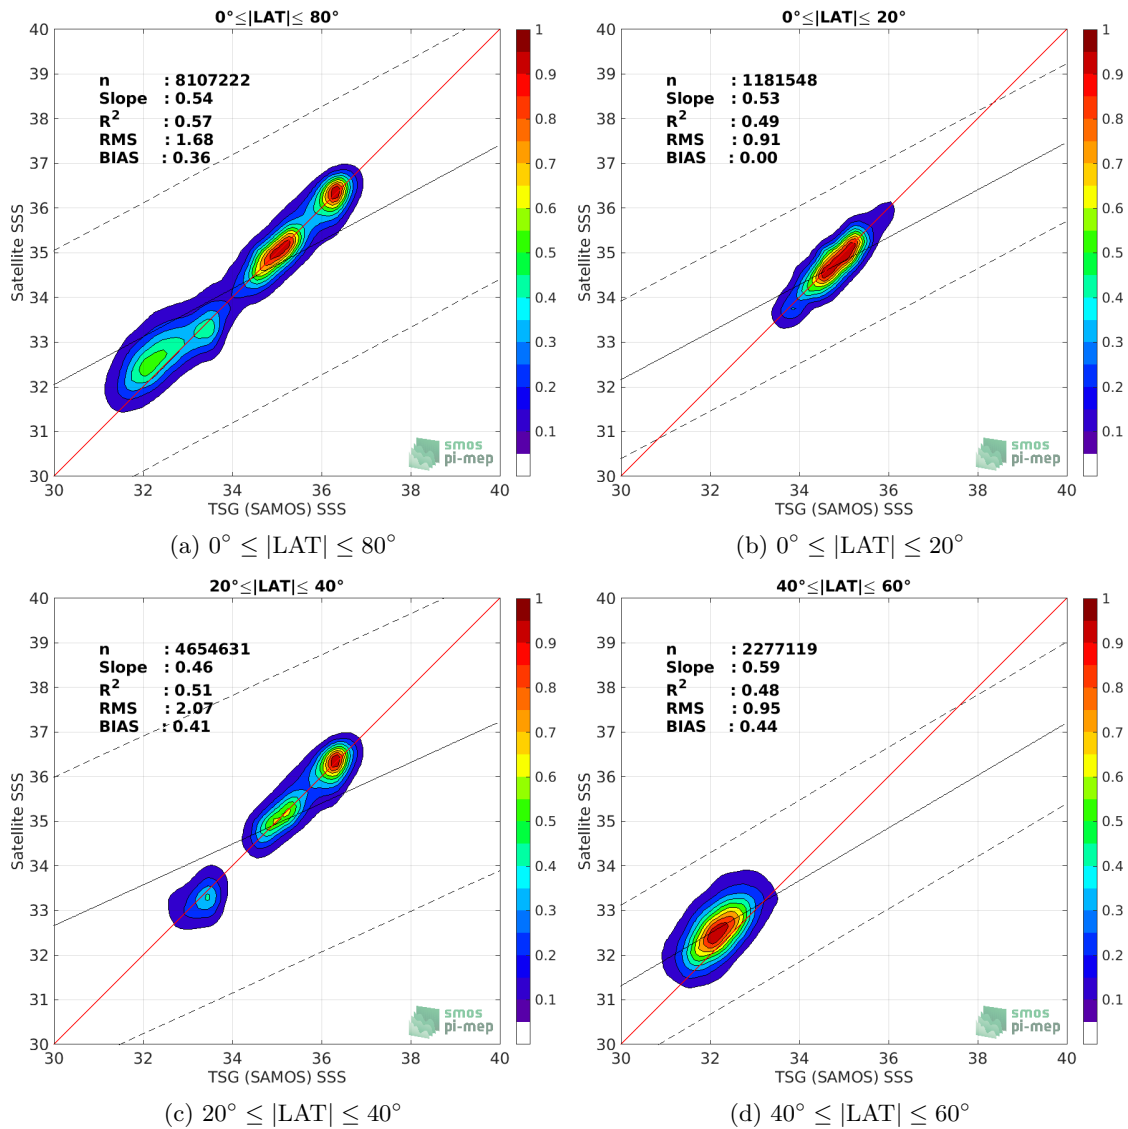 0°≤|LAT|≤ 80°
n : 8107222
Slope : 0.54
R² : 0.57
RMS : 1.68
BIAS : 0.36
40
39
38
37
36
35
34
33
32
31
30
Satellite SSS
30 32 34 36 38 40
TSG (SAMOS) SSS
1
0.9
0.8
0.7
0.6
0.5
0.4
0.3
0.2
0.1
smos
pi-mep
(a) 0° ≤ |LAT| ≤ 80°
0°≤|LAT|≤ 20°
n : 1181548
Slope : 0.53
R² : 0.49
RMS : 0.91
BIAS : 0.00
40
39
38
37
36
35
34
33
32
31
30
Satellite SSS
30 32 34 36 38 40
TSG (SAMOS) SSS
1
0.9
0.8
0.7
0.6
0.5
0.4
0.3
0.2
0.1
smos
pi-mep
(b) 0° ≤ |LAT| ≤ 20°
20°≤|LAT|≤ 40°
n : 4654631
Slope : 0.46
R² : 0.51
RMS : 2.07
BIAS : 0.41
40
39
38
37
36
35
34
33
32
31
30
Satellite SSS
30 32 34 36 38 40
TSG (SAMOS) SSS
1
0.9
0.8
0.7
0.6
0.5
0.4
0.3
0.2
0.1
smos
pi-mep
(c) 20° ≤ |LAT| ≤ 40°
40°≤|LAT|≤ 60°
n : 2277119
Slope : 0.59
R² : 0.48
RMS : 0.95
BIAS : 0.44
40
39
38
37
36
35
34
33
32
31
30
Satellite SSS
30 32 34 36 38 40
TSG (SAMOS) SSS
1
0.9
0.8
0.7
0.6
0.5
0.4
0.3
0.2
0.1
smos
pi-mep
(d) 40° ≤ |LAT| ≤ 60°